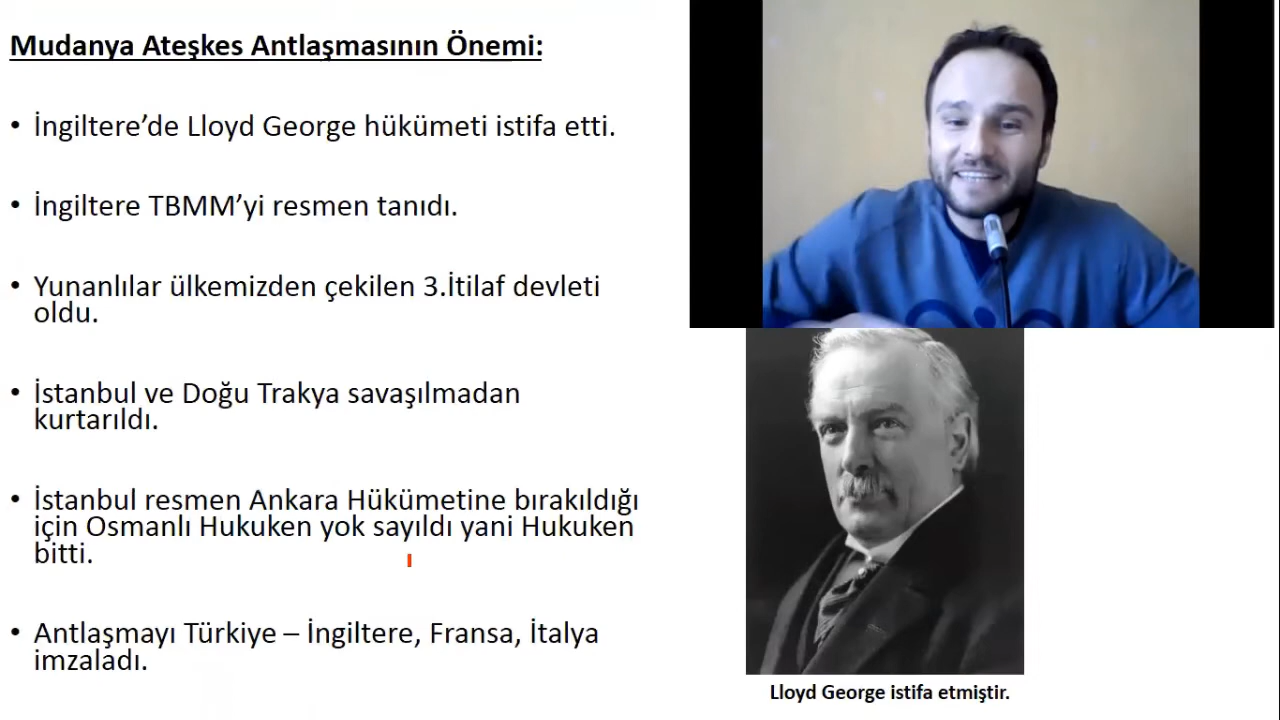 Mudanya Ateşkes Antlaşmasının Önemi:
• İngiltere’de Lloyd George hükümeti istifa etti.
• İngiltere TBMM’yi resmen tanıdı.
• Yunanlılar ülkemizden çekilen 3.İtilaf devleti
oldu.
• İstanbul ve Doğu Trakya savaşılmadan
kurtarıldı.
• İstanbul resmen Ankara Hükümetine bırakıldığı
için Osmanlı Hukuken yok sayıldı yani Hukuken
bitti.
• Antlaşmayı Türkiye – İngiltere, Fransa, İtalya
imzaladı.
Lloyd George istifa etmiştir.